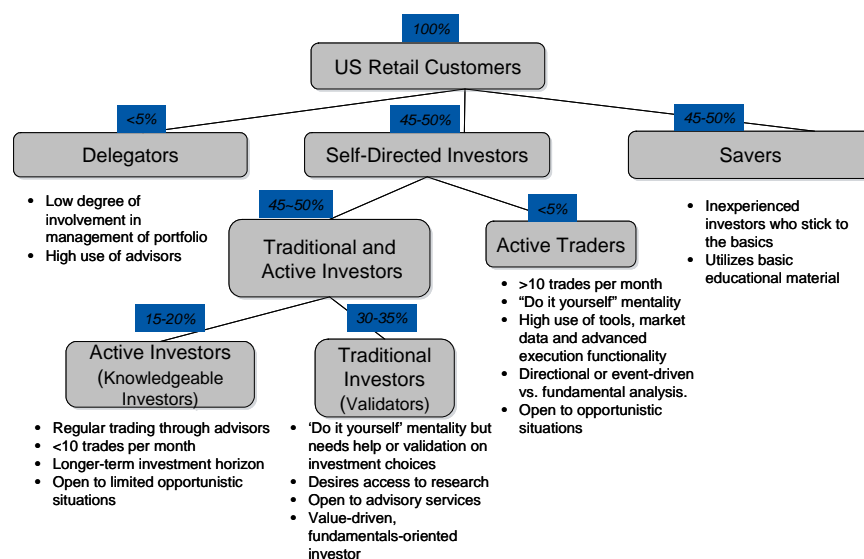 100%
US Retail Customers
<5%
Delegators
45-50%
Self-Directed Investors
45-50%
Savers
• Low degree of
involvement in
management of portfolio
• High use of advisors
45~50%
Traditional and
Active Investors
<5%
Active Traders
• Inexperienced
investors who stick to
the basics
• Utilizes basic
educational material
• >10 trades per month
• “Do it yourself” mentality
• High use of tools, market
data and advanced
execution functionality
• Directional or event-driven
vs. fundamental analysis.
• Open to opportunistic
situations
15-20%
Active Investors
(Knowledgeable
Investors)
30-35%
Traditional
Investors
(Validators)
• Regular trading through advisors
• <10 trades per month
• Longer-term investment horizon
• Open to limited opportunistic
situations
• ‘Do it yourself’ mentality but
needs help or validation on
investment choices
• Desires access to research
• Open to advisory services
• Value-driven,
fundamentals-oriented
investor